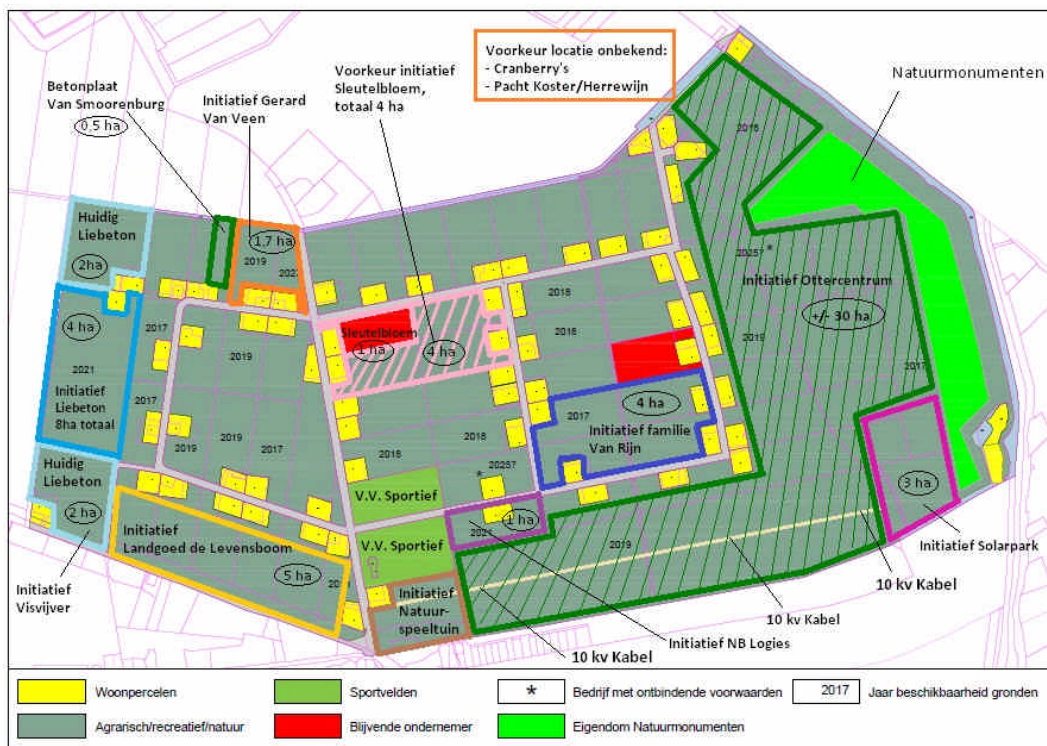 Voorkeur locatie onbekend:
- Cranberry's
- Pacht Koster/Herrewijn
Natuurmonumenten
Betonplaat
Van Smoorenburg
0,5 ha
Initiatief Gerard
Van Veen
Voorkeur initiatief
Sleutelbloem,
totaal 4 ha
Huidig
Liebeton
2ha
1,7 ha
2019
2016
2025?
*
Initiatief Ottercentrum
+/- 30 ha
2019
2017
4 ha
2021
Initiatief
Liebeton
8ha totaal
2017
2017
2019
2019
2019
2017
Sleutelbloem
1 ha
4 ha
2018
2018
2017
4 ha
Initiatief familie
Van Rijn
2018
2018
2025?
*
V.V. Sportief
V.V. Sportief
1 ha
2019
3 ha
Huidig
Liebeton
2 ha
Initiatief
Visvijver
Initiatief
Landgoed de Levensboom
5 ha
Initiatief
Natuur-
speeltuin
Initiatief Solarpark
10 kv Kabel
10 kv Kabel
10 kv Kabel
Initiatief NB Logies
Woonpercelen
Sportvelden
*
Bedrijf met ontbindende voorwaarden
2017
Jaar beschikbaarheid gronden
Agrarisch/recreatief/natuur
Blijvende ondernemer
Eigendom Natuurmonumenten